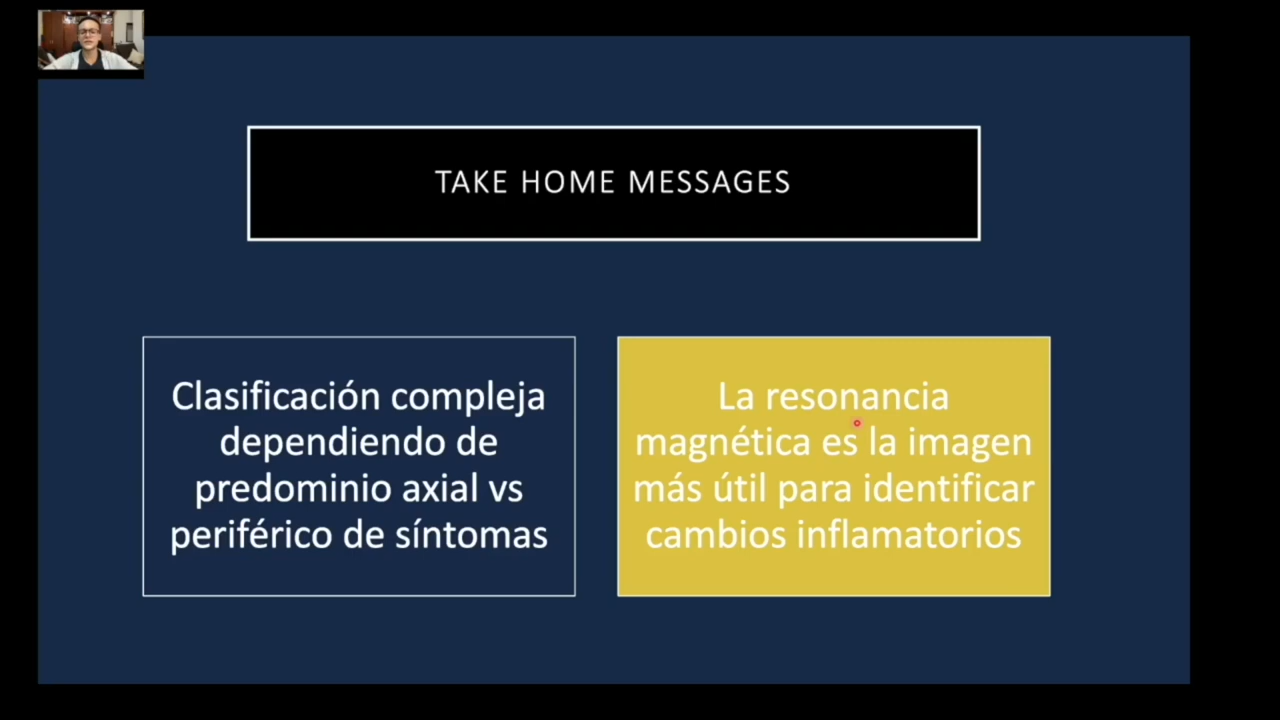 TAKE HOME MESSAGES
Clasificación compleja
dependiendo de
predominio axial vs
periférico de síntomas
La resonancia
magnética es la imagen
más útil para identificar
cambios inflamatorios